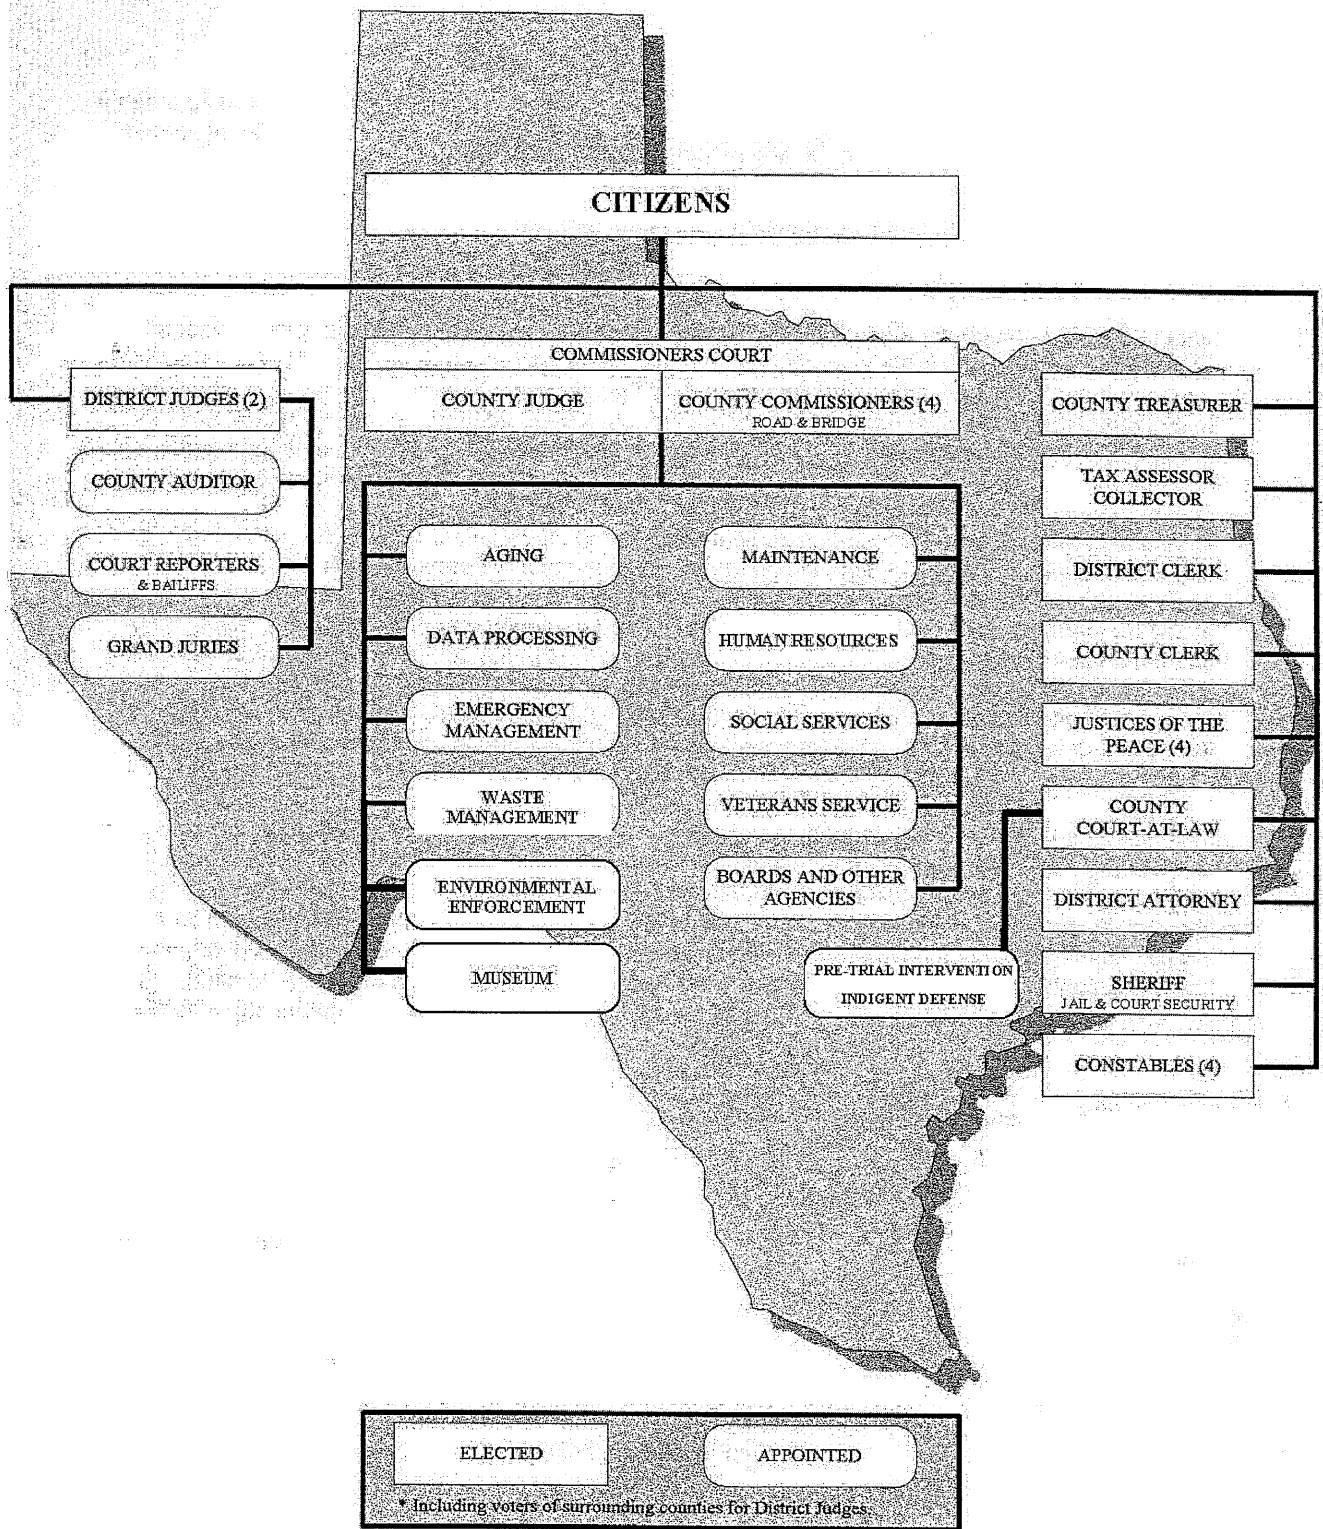 CITIZENS
COMMISSIONERS COURT
COUNTY JUDGE
COUNTY COMMISSIONERS (4)
ROAD & BRIDGE
DISTRICT JUDGES (2)
COUNTY AUDITOR
COURT REPORTERS
& BAILIFFS
GRAND JURIES
AGING
DATA PROCESSING
EMERGENCY
MANAGEMENT
WASTE
MANAGEMENT
ENVIRONMENTAL
ENFORCEMENT
MUSEUM
MAINTENANCE
HUMAN RESOURCES
SOCIAL SERVICES
VETERANS SERVICE
BOARDS AND OTHER
AGENCIES
PRE-TRIAL INTERVENTION
INDIGENT DEFENSE
COUNTY TREASURER
TAX ASSESSOR
COLLECTOR
DISTRICT CLERK
COUNTY CLERK
JUSTICES OF THE
PEACE (4)
COUNTY
COURT-AT-LAW
DISTRICT ATTORNEY
SHERIFF
JAIL & COURT SECURITY
CONSTABLES (4)
ELECTED
APPOINTED
* Including voters of surrounding counties for District Judges